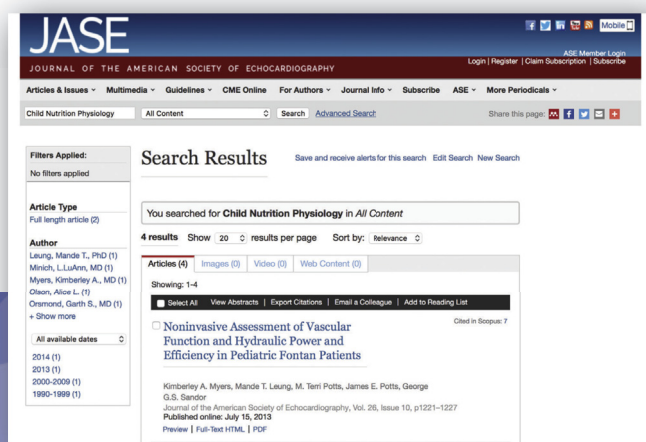 Mobile
JASE
ASE Member Login
JOURNAL OF THE AMERICAN SOCIETY OF ECHOCARDIOGRAPHY
Login | Register | Claim Subscription | Subscribe
Articles & Issues Multimedia Guidelines CME Online For Authors Journal Info Subscribe ASE More Periodicals
Child Nutrition Physiology All Content Search Advanced Search Share this page:
Filters Applied:
No filters applied
Article Type
Full length article (2)
Author
Leung, Mande T., PhD (1)
Minich, L.LuAnn, MD (1)
Myers, Kimberley A., MD (1)
Olson, Alice L. (1)
Orsmond, Garth S., MD (1)
+ Show more
All available dates
2014 (1)
2013 (1)
2000-2009 (1)
1990-1999 (1)
Search Results
Save and receive alerts for this search Edit Search New Search
You searched for Child Nutrition Physiology in All Content
4 results Show 20 results per page Sort by: Relevance
Articles (4) Images (0) Video (0) Web Content (0)
Showing: 1-4
Select All View Abstracts | Export Citations | Email a Colleague | Add to Reading List
Noninvasive Assessment of Vascular
Function and Hydraulic Power and
Efficiency in Pediatric Fontan Patients
Cited in Scopus: 7
Kimberley A. Myers, Mande T. Leung, M. Terri Potts, James E. Potts, George
G.S. Sandor
Journal of the American Society of Echocardiography, Vol. 26, Issue 10, p1221–1227
Published online: July 15, 2013
Preview | Full-Text HTML | PDF